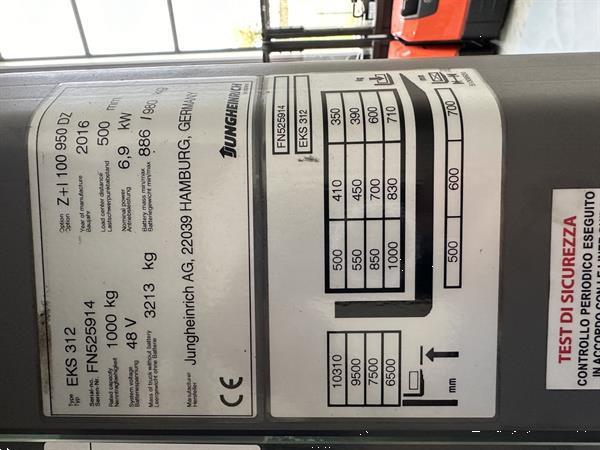 Type EKS 312
Typ
Option Z+I 100 950 DZ
Option
Serial-no. FN525914
Serien-Nr.
Year of manufacture 2016
Baujahr
Rated capacity 1000 kg
Nenntragfähigkeit
Load center distance 500 mm
Lastschwerpunktabstand
System voltage 48 V
Batteriespannung
Nominal power 6,9 kW
Antriebsleistung
Mass of truck without battery 3213 kg
Leergewicht ohne Batterie
Battery mass min/max 886 / 980 kg
Batteriegewicht min/max
Manufacturer Jungheinrich AG, 22039 HAMBURG, GERMANY
Hersteller
CE JUNGHEINRICH
FN525914
EKS 312
kg
10310 500 410 350
9500 550 450 390
7500 850 700 600
6500 1000 830 710
mm
mm
500 600 700
TEST DI SICUREZZA
CONTROLLO PERIODICO ESEGUITO